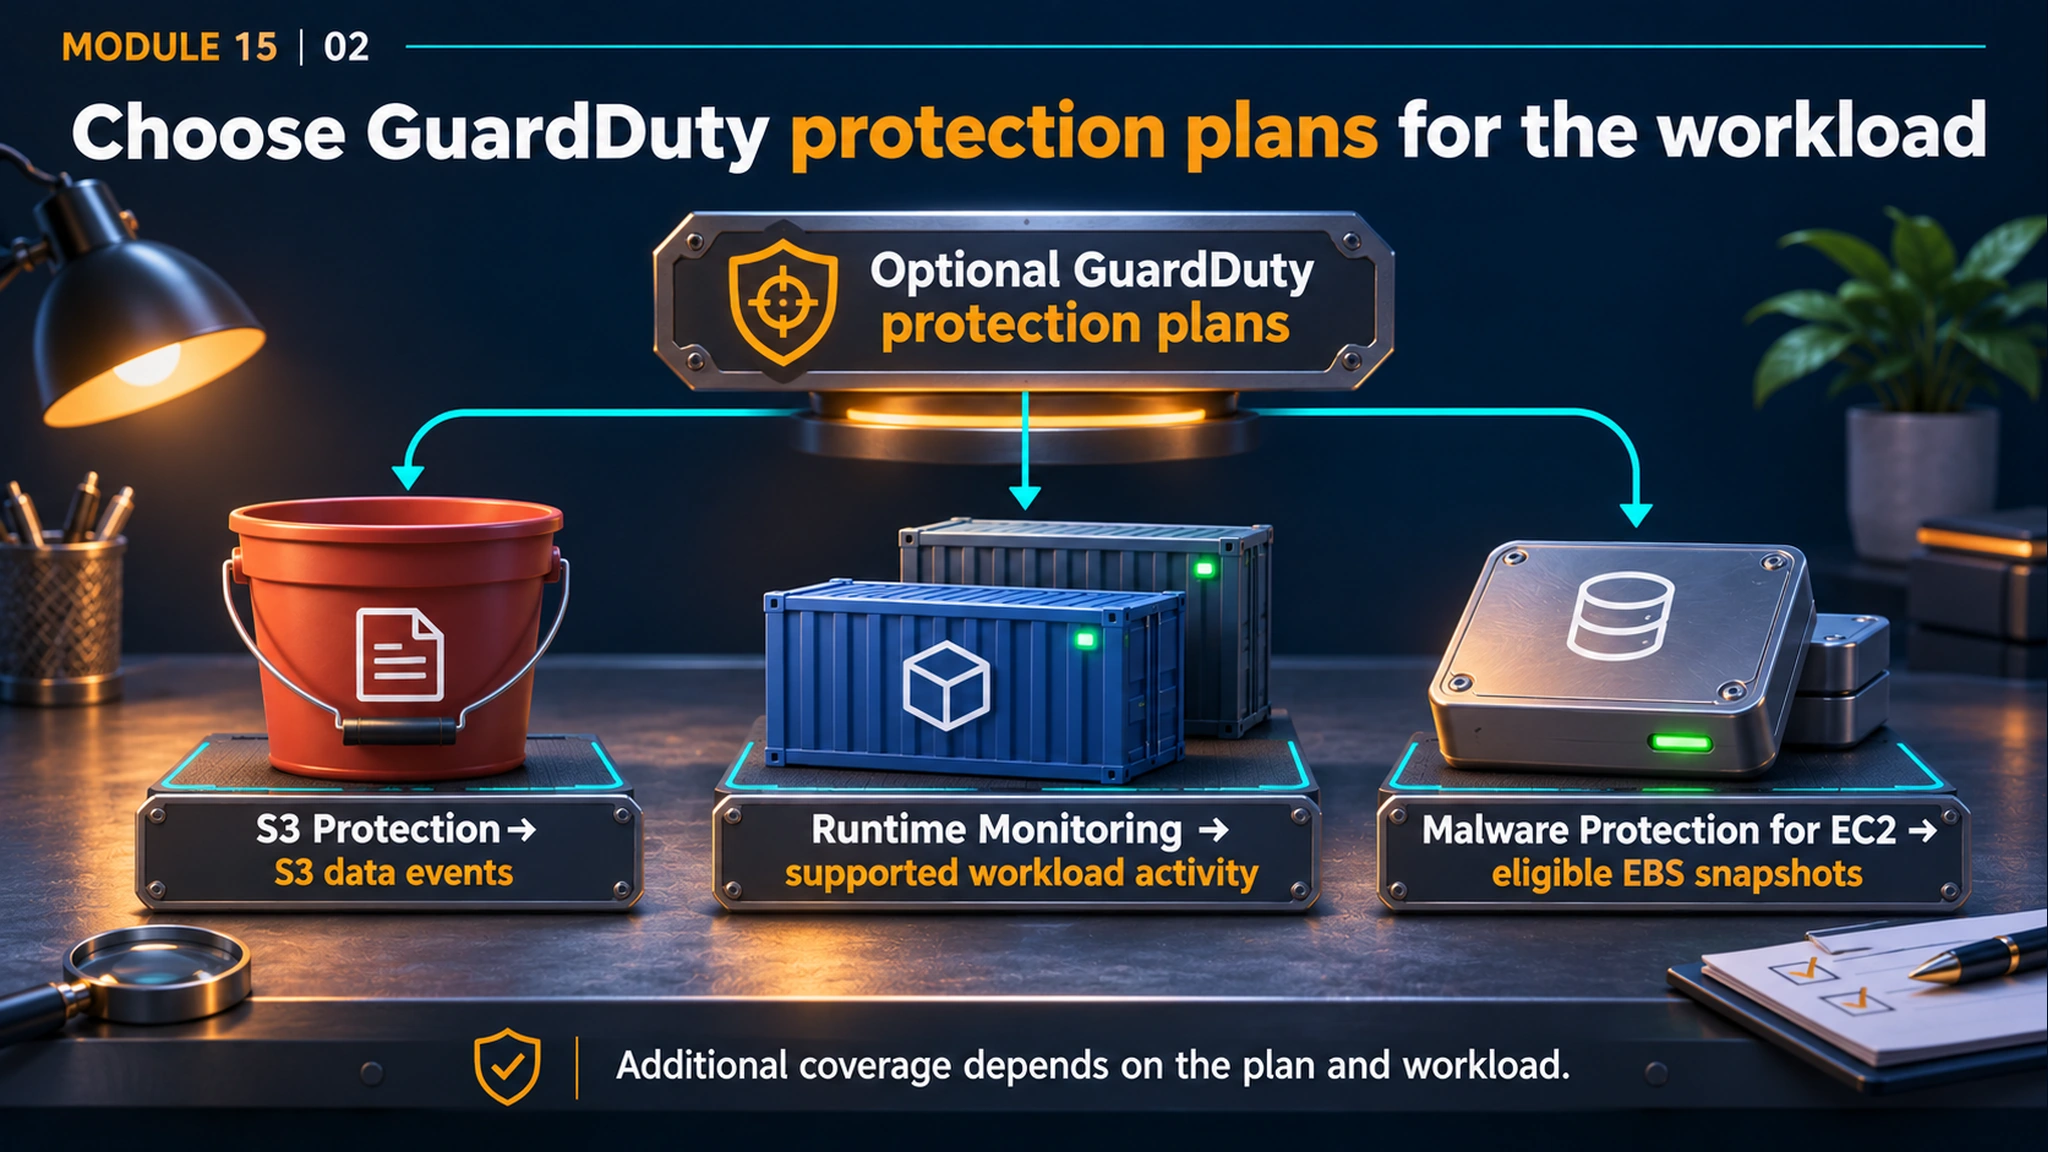 MODULE 15 | 02
Choose GuardDuty protection plans for the workload
Optional GuardDuty
protection plans
S3 Protection →
S3 data events
Runtime Monitoring →
supported workload activity
Malware Protection for EC2 →
eligible EBS snapshots
Additional coverage depends on the plan and workload.